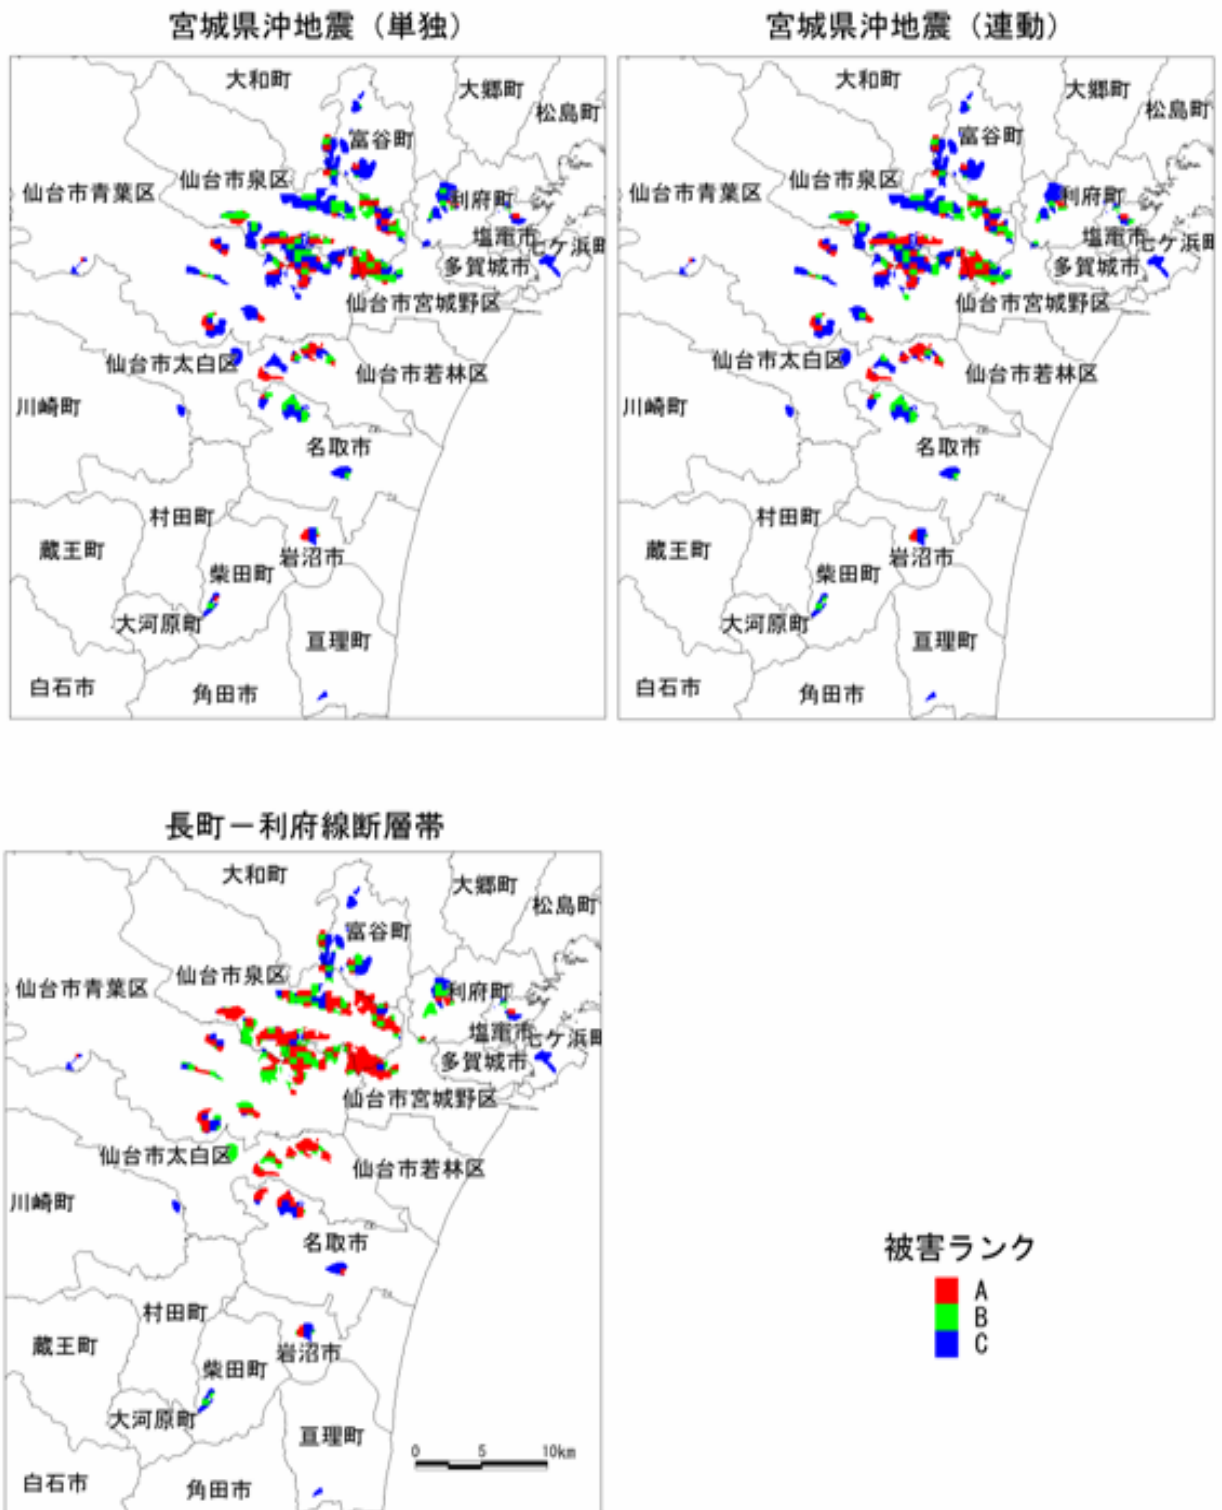 宮城県沖地震（単独）
大和町
大郷町
松島町
富谷町
仙台市泉区
仙台市青葉区
利府町
塩竈市
七ケ浜町
多賀城市
仙台市宮城野区
仙台市太白区
仙台市若林区
川崎町
名取市
村田町
蔵王町
岩沼市
柴田町
大河原町
亘理町
白石市
角田市
宮城県沖地震（連動）
大和町
大郷町
松島町
富谷町
仙台市泉区
仙台市青葉区
利府町
塩竈市
七ケ浜町
多賀城市
仙台市宮城野区
仙台市太白区
仙台市若林区
川崎町
名取市
村田町
蔵王町
岩沼市
柴田町
大河原町
亘理町
白石市
角田市
長町－利府線断層帯
大和町
大郷町
松島町
富谷町
仙台市泉区
仙台市青葉区
利府町
塩竈市
七ケ浜町
多賀城市
仙台市宮城野区
仙台市太白区
仙台市若林区
川崎町
名取市
村田町
蔵王町
岩沼市
柴田町
大河原町
亘理町
白石市
角田市
0 5 10km
被害ランク
A
B
C